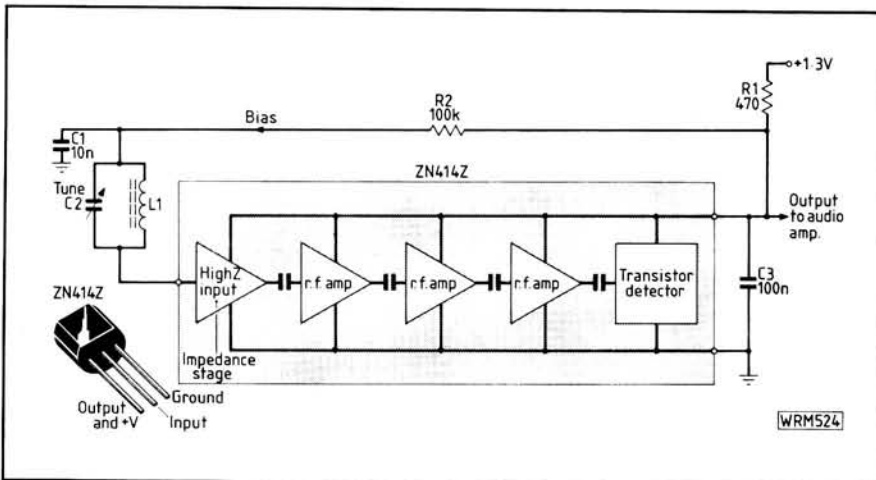 +1·3V
R1
470
R2
100k
Bias
C1
10n
ZN414Z
Tune
C2
L1
Output
to audio
amp.
High Z
input
r.f. amp
r.f. amp
r.f. amp
Transistor
detector
C3
100n
ZN414Z
Impedance
stage
Ground
Output
and +V
Input
WRM524